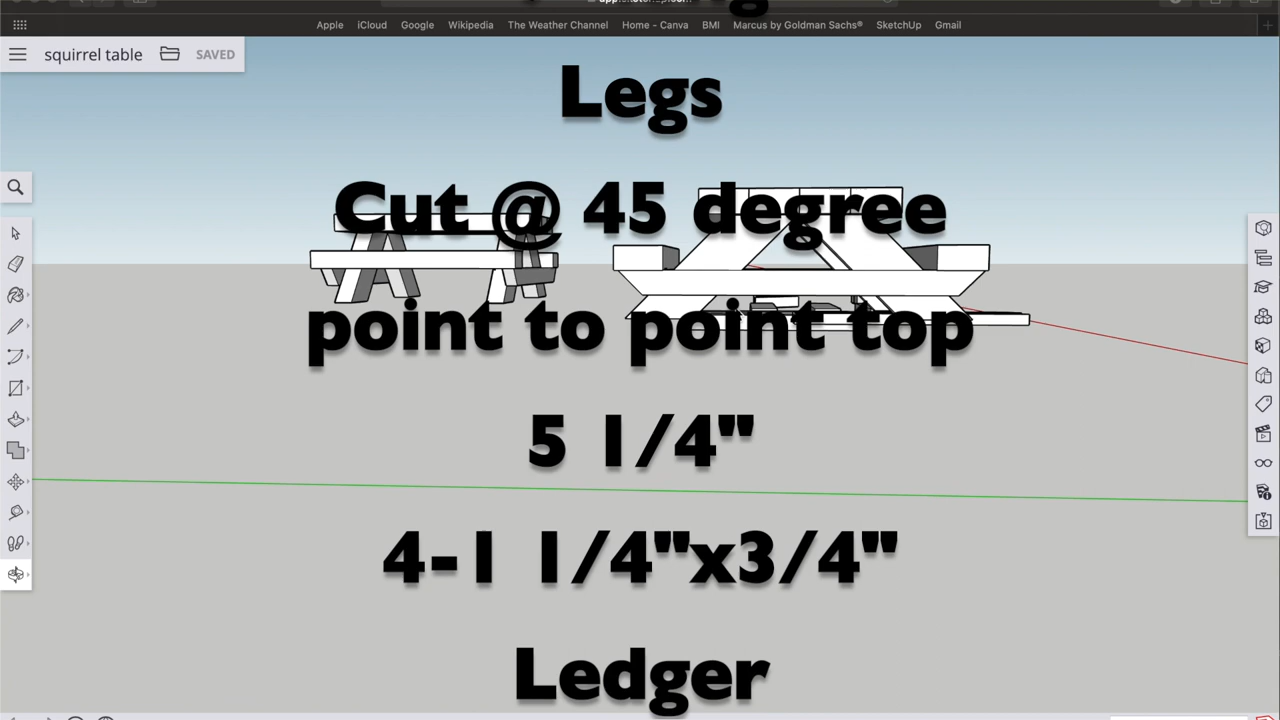 Apple iCloud Google Wikipedia The Weather Channel Home - Canva BMI Marcus by Goldman Sachs® SketchUp Gmail
squirrel table SAVED
Legs
Cut @ 45 degree
point to point top
5 1/4"
4-1 1/4"x3/4"
Ledger